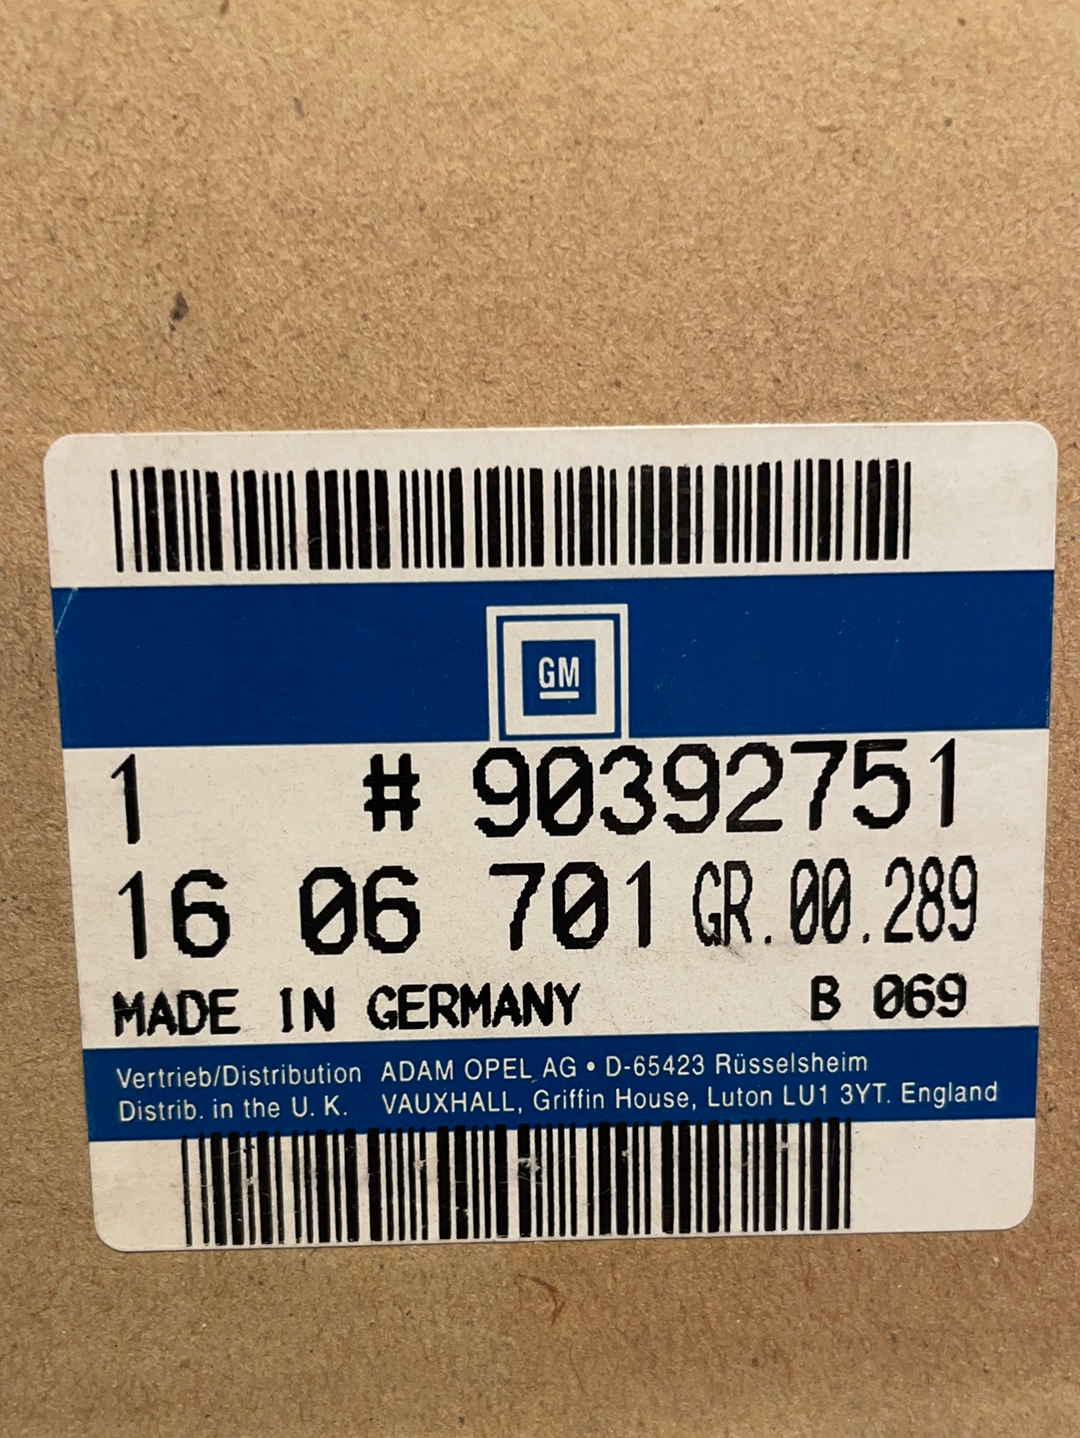 GM
1 # 90392751
16 06 701 GR.00.289
MADE IN GERMANY B 069
Vertrieb/Distribution ADAM OPEL AG • D-65423 Rüsselsheim
Distrib. in the U. K. VAUXHALL, Griffin House, Luton LU1 3YT. England